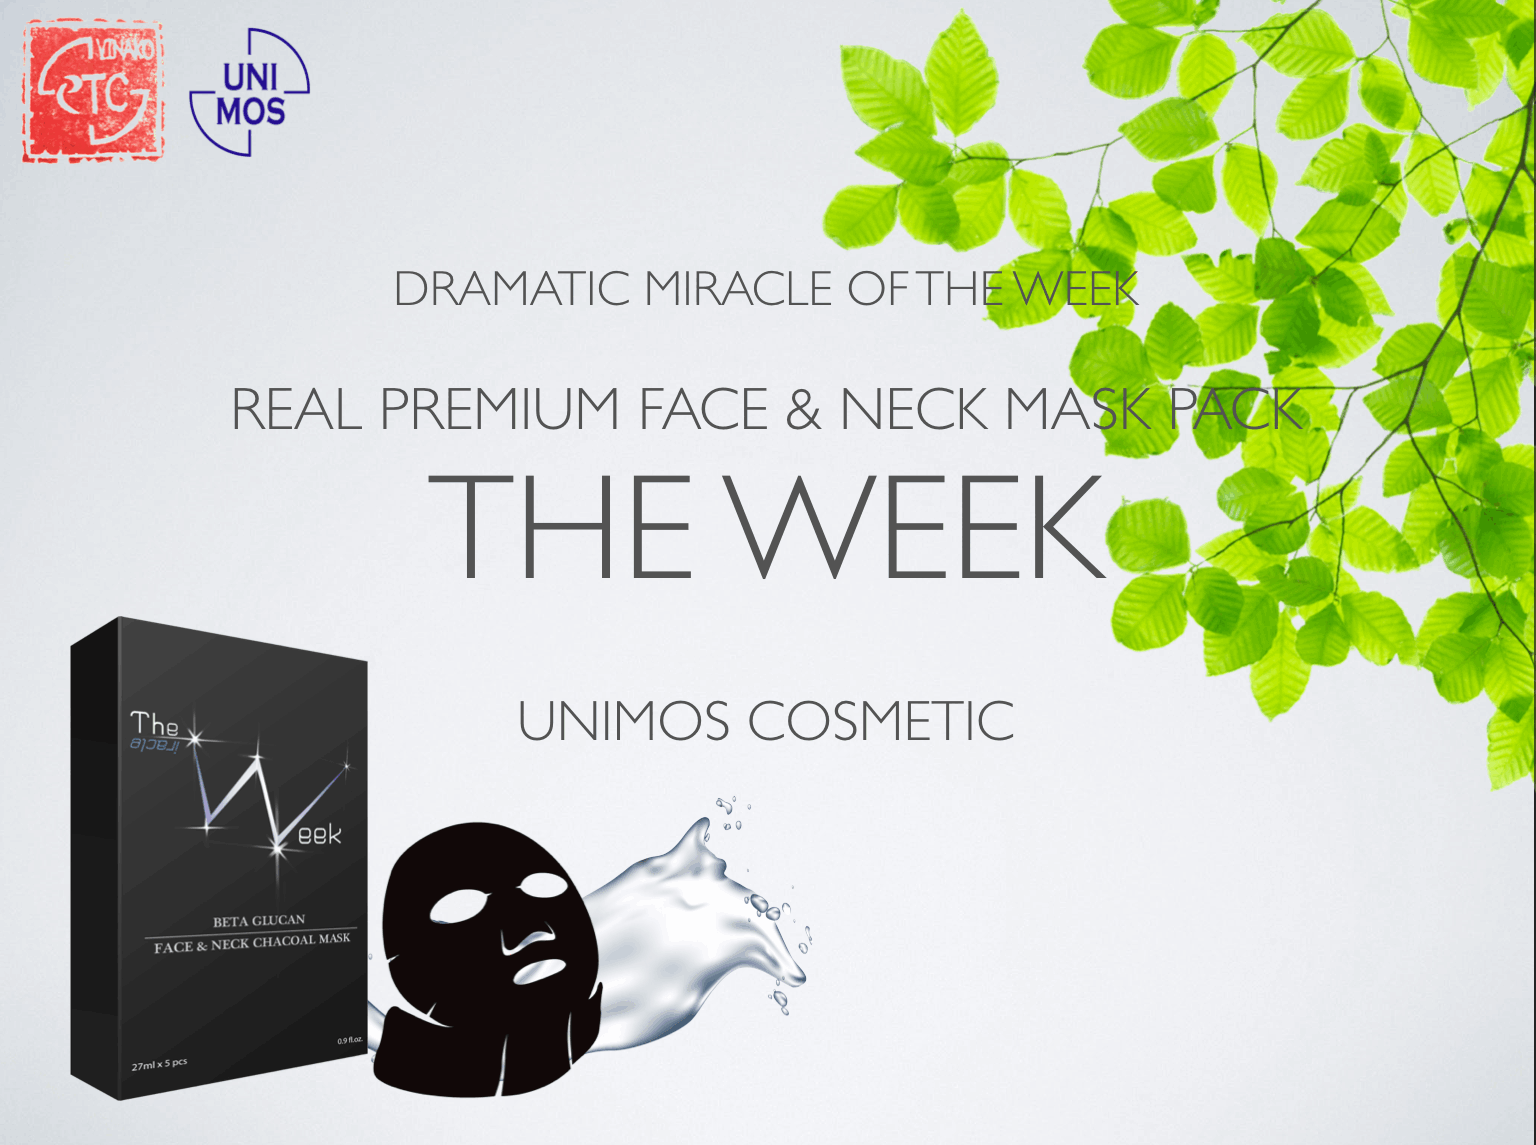 VINAKO
ETC
UNI
MOS
DRAMATIC MIRACLE OF THE WEEK
REAL PREMIUM FACE & NECK MASK PACK
THE WEEK
UNIMOS COSMETIC
The
iracle
Week
BETA GLUCAN
FACE & NECK CHACOAL MASK
0.9 fl.oz.
27ml x 5 pcs